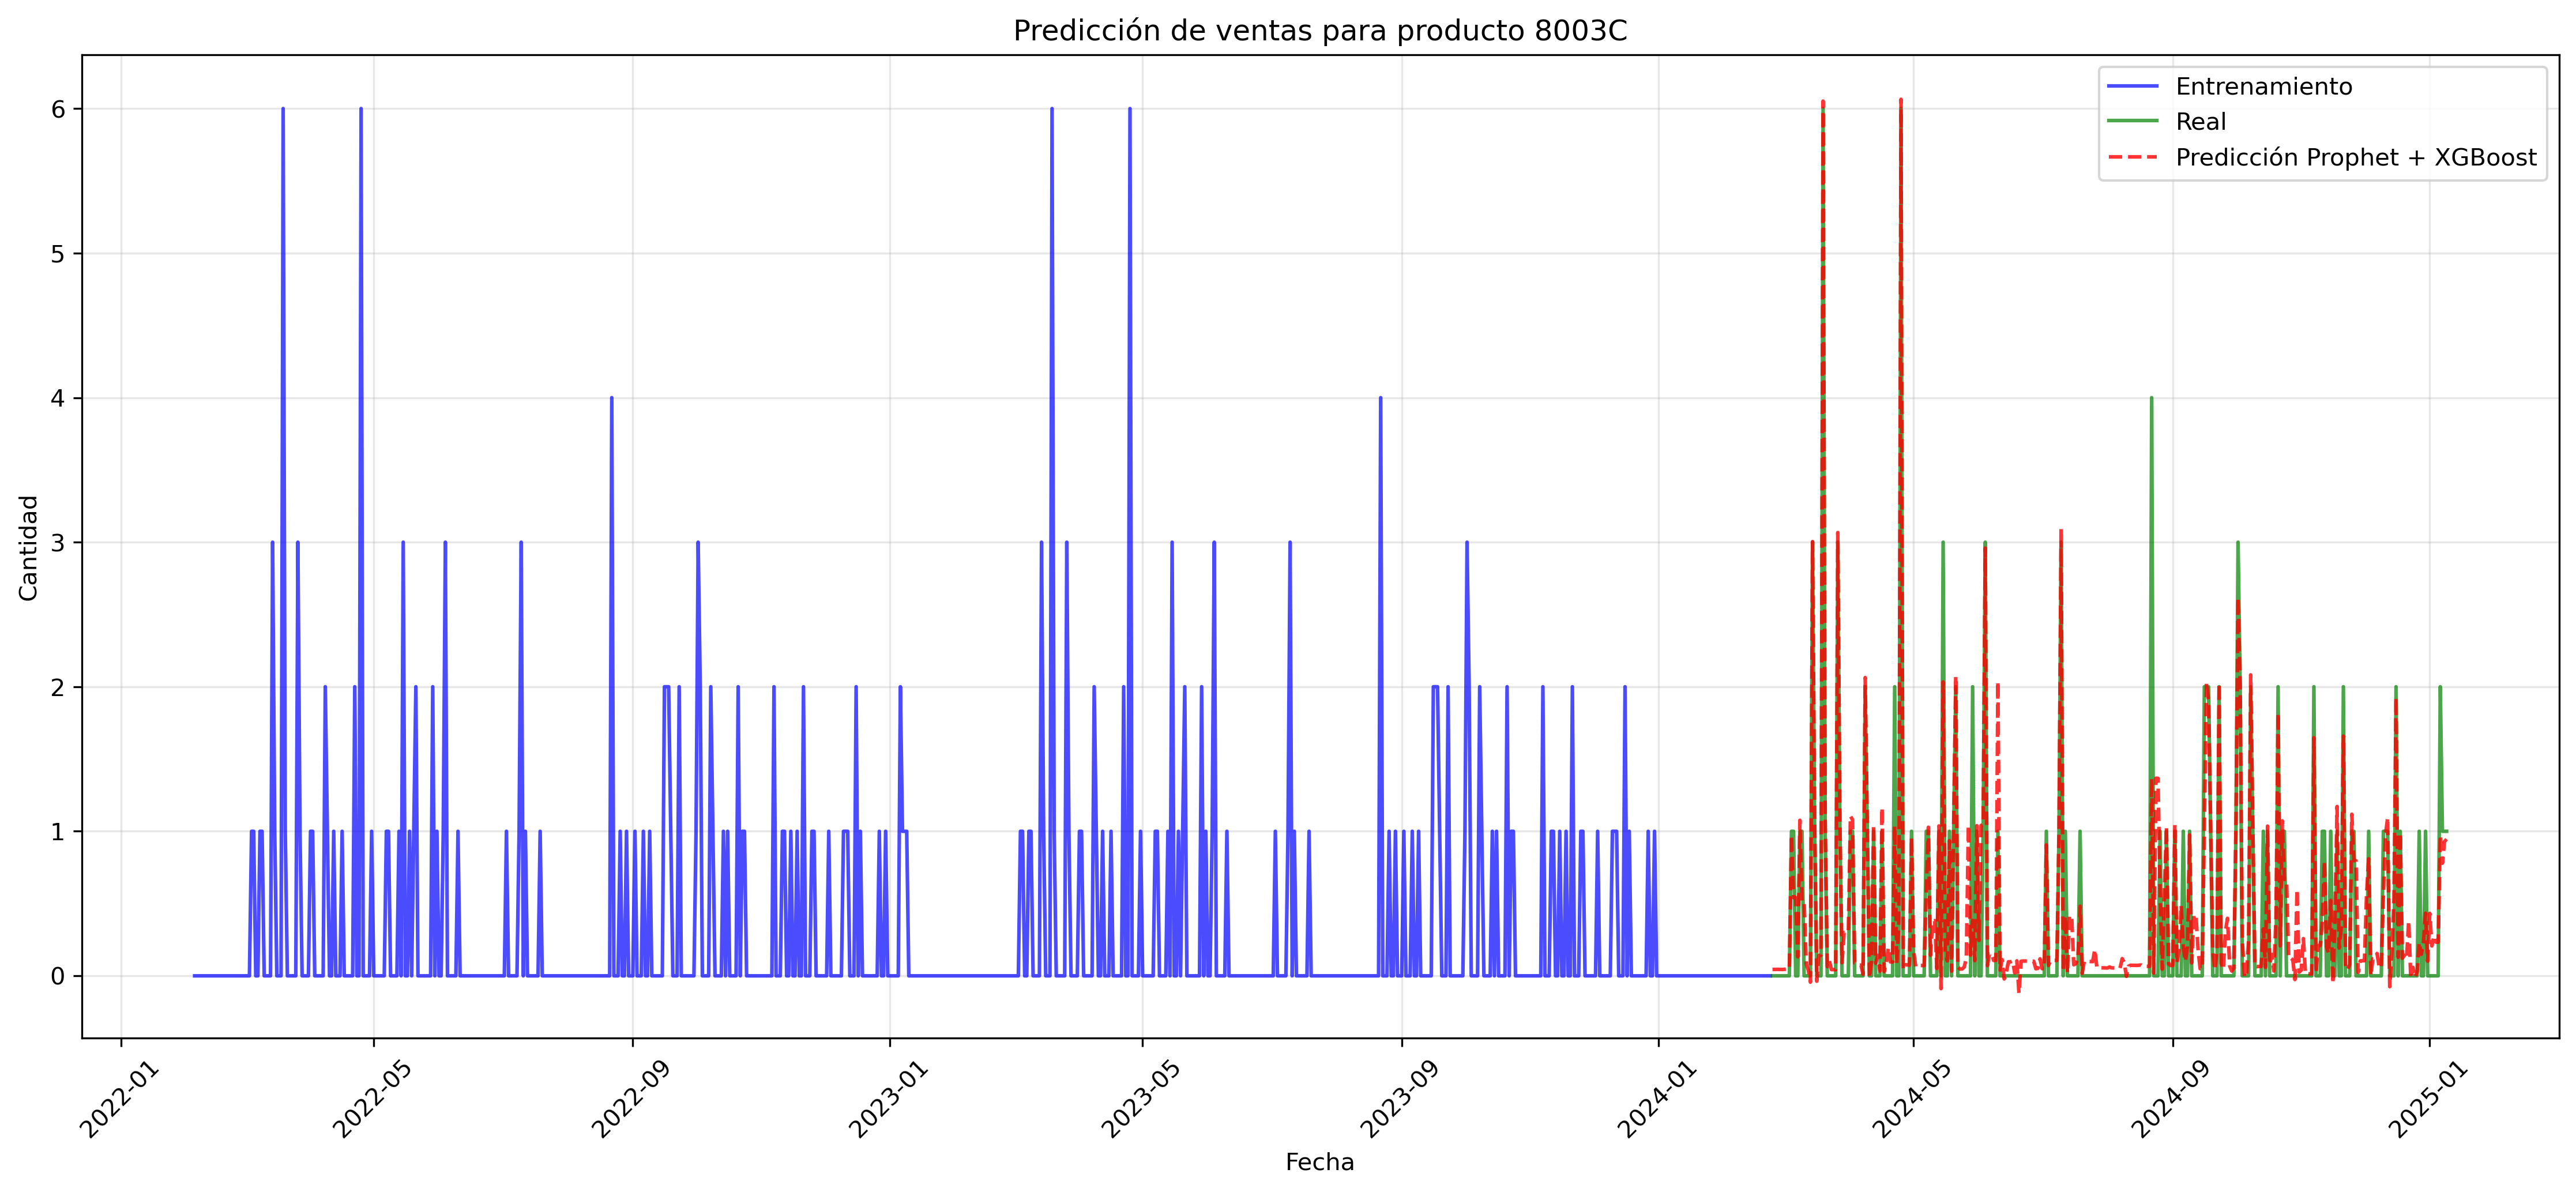 Predicción de ventas para producto 8003C
Entrenamiento
Real
Predicción Prophet + XGBoost
Cantidad
6
5
4
3
2
1
0
2022-01
2022-05
2022-09
2023-01
2023-05
2023-09
2024-01
2024-05
2024-09
2025-01
Fecha